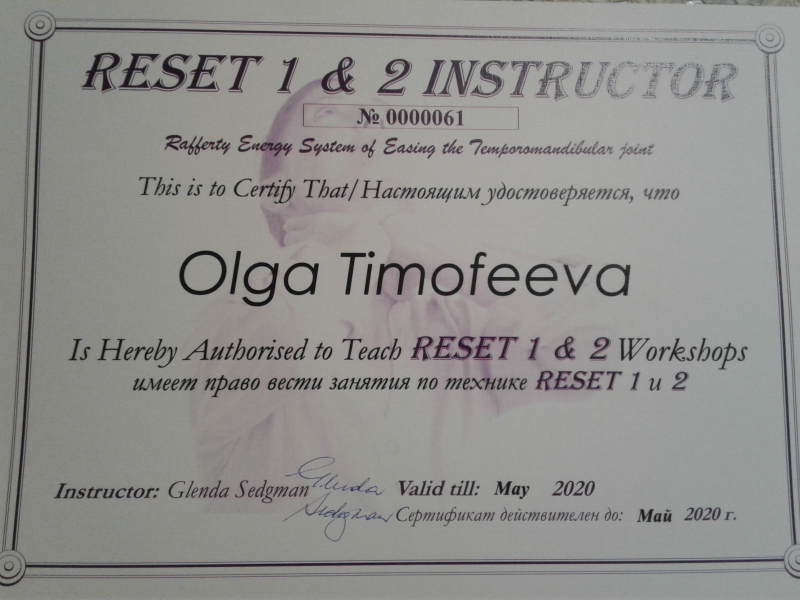 RESET 1 & 2 INSTRUCTOR
№ 0000061
Rafferty Energy System of Easing the Temporomandibular joint
This is to Certify That/Настоящим удостоверяется, что
Olga Timofeeva
Is Hereby Authorised to Teach RESET 1 & 2 Workshops
имеет право вести занятия по технике RESET 1 и 2
Instructor: Glenda Sedgman Glenda Sedgman Valid till: May 2020
Сертификат действителен до: Май 2020 г.